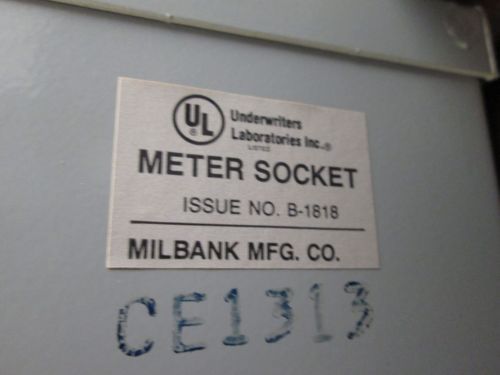 UL Underwriters
Laboratories Inc.®
LISTED
METER SOCKET
ISSUE NO. B-1818
MILBANK MFG. CO.
CE1313